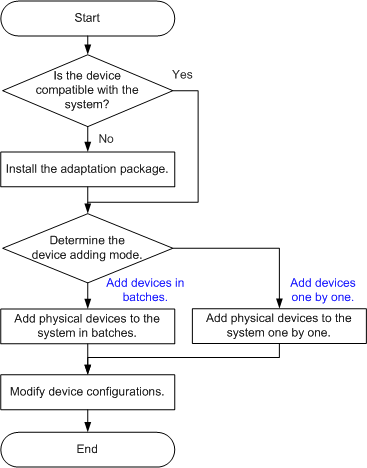 Start
Is the device
compatible with the
system?
Yes
No
Install the adaptation package.
Determine the
device adding mode.
Add devices in
batches.
Add devices
one by one.
Add physical devices to the
system in batches.
Add physical devices to the
system one by one.
Modify device configurations.
End